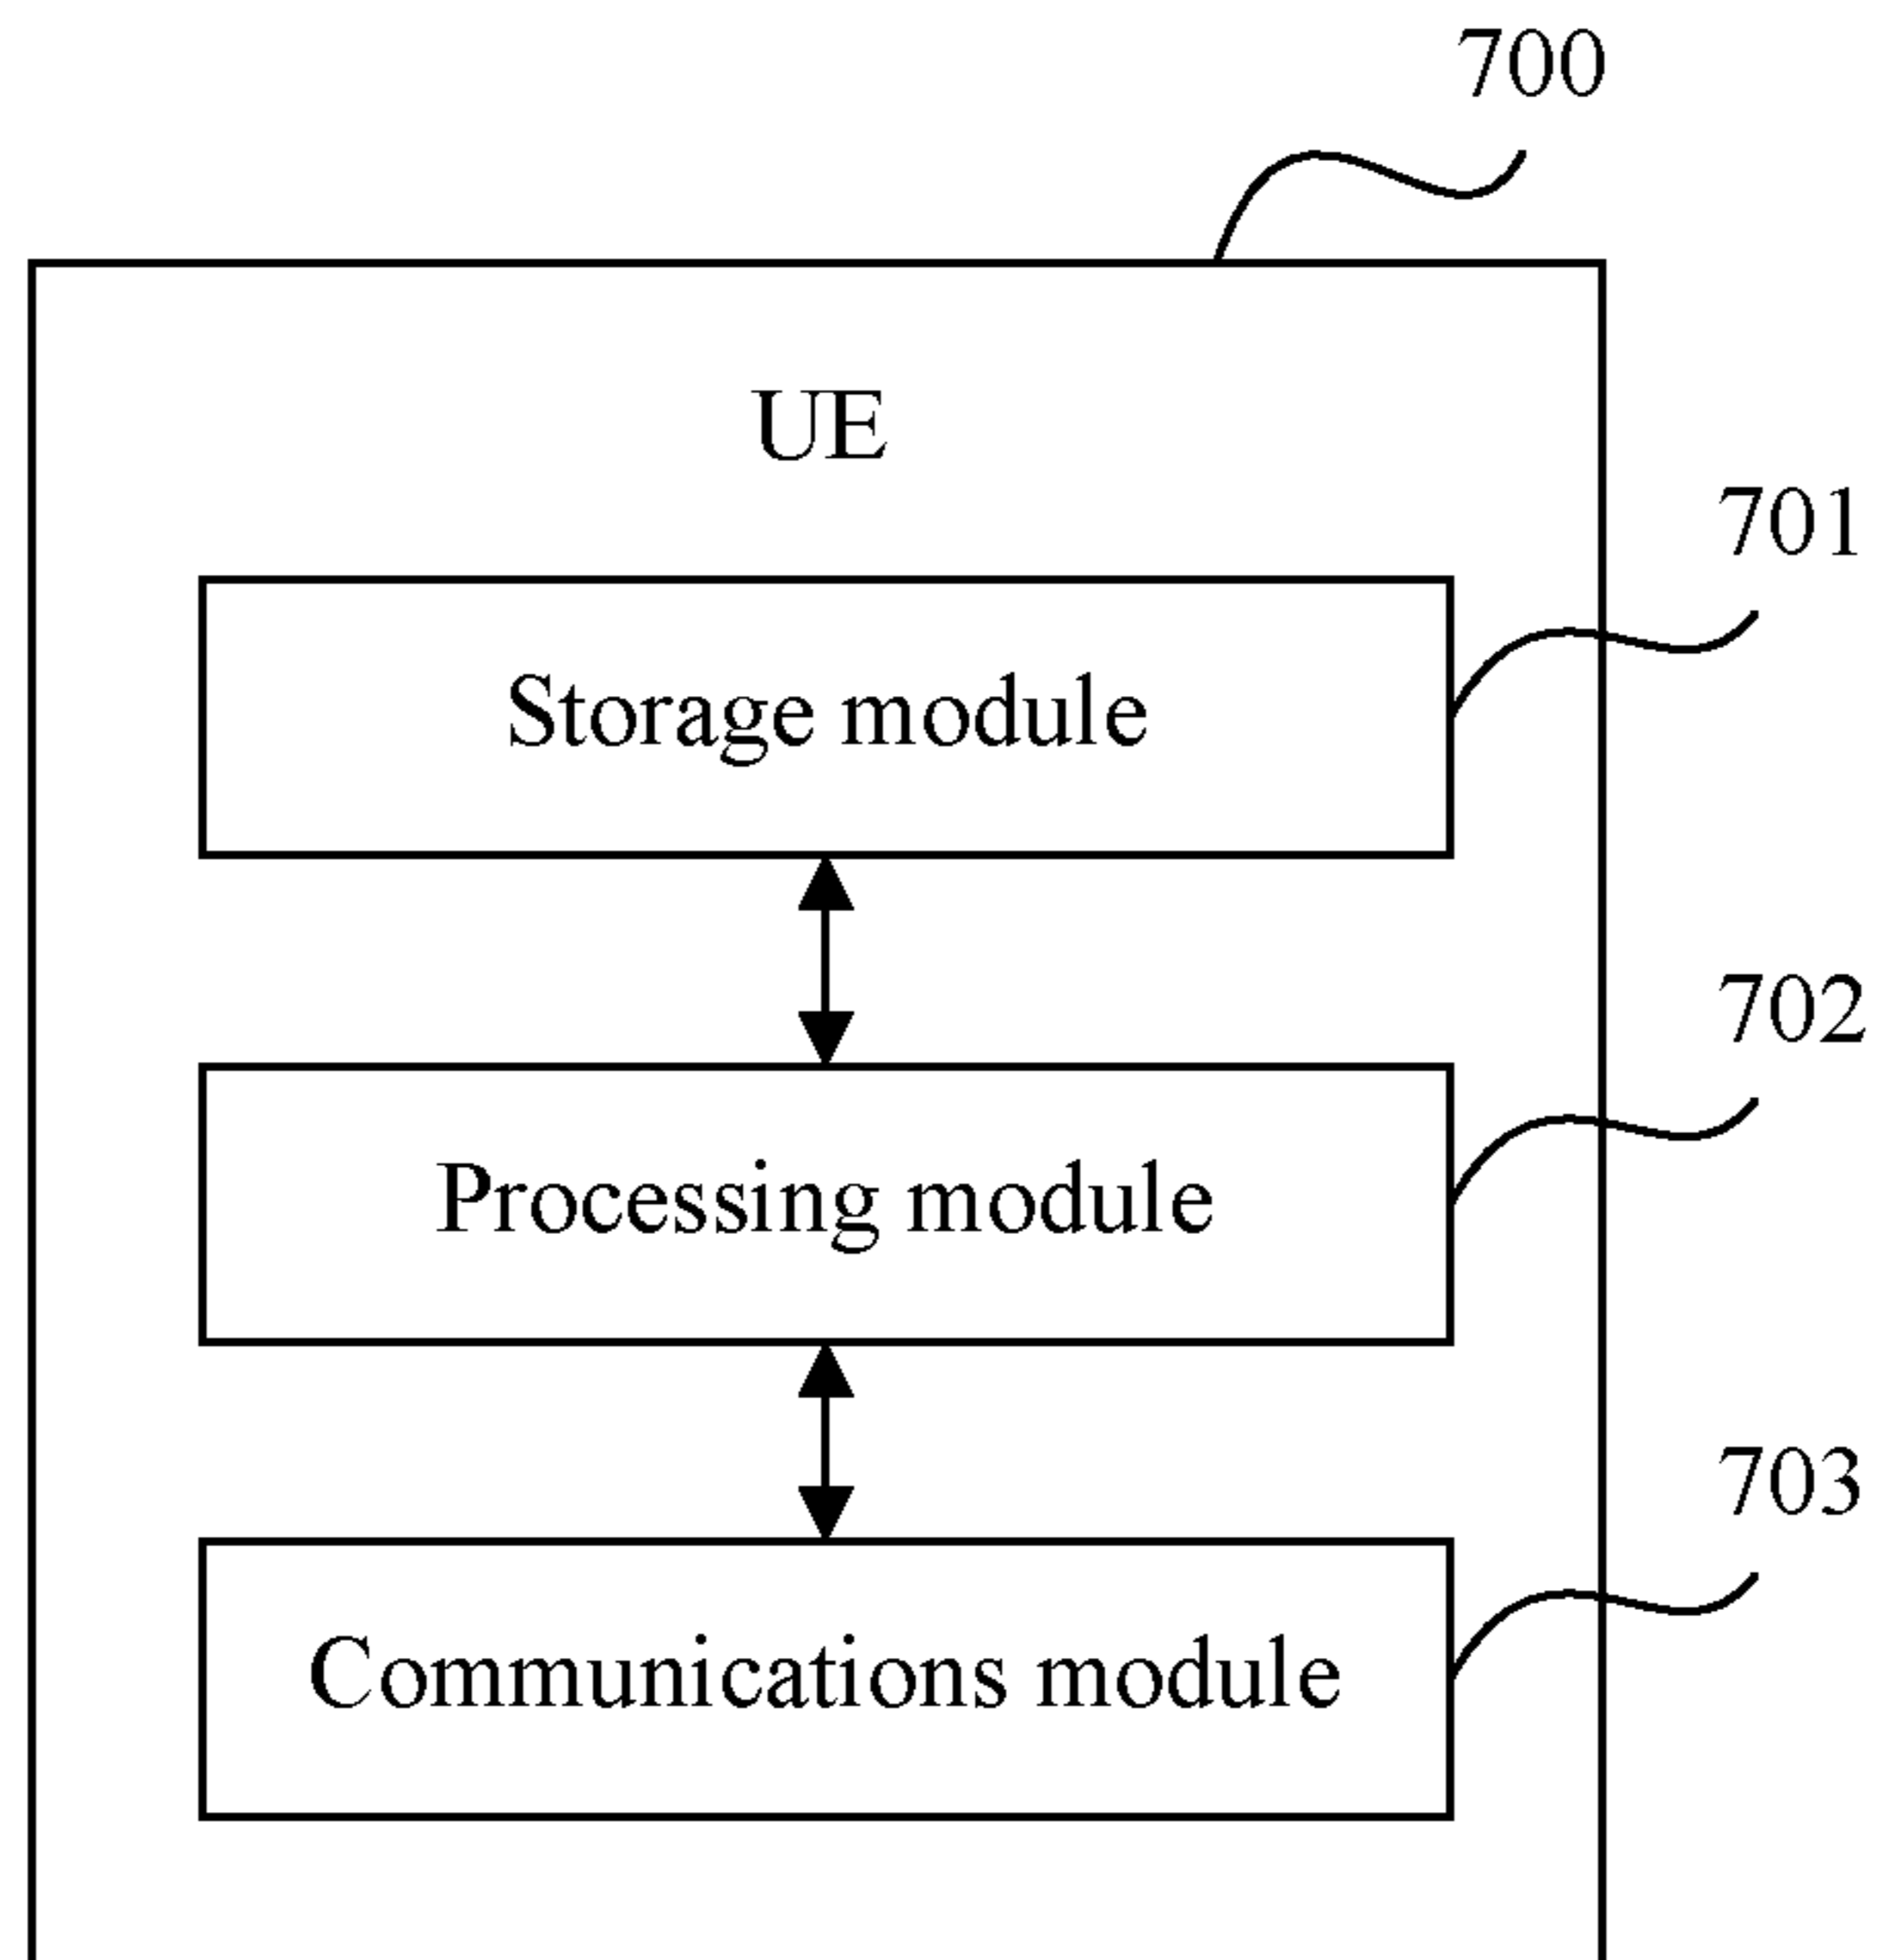 700
UE
701
Storage module
702
Processing module
703
Communications module